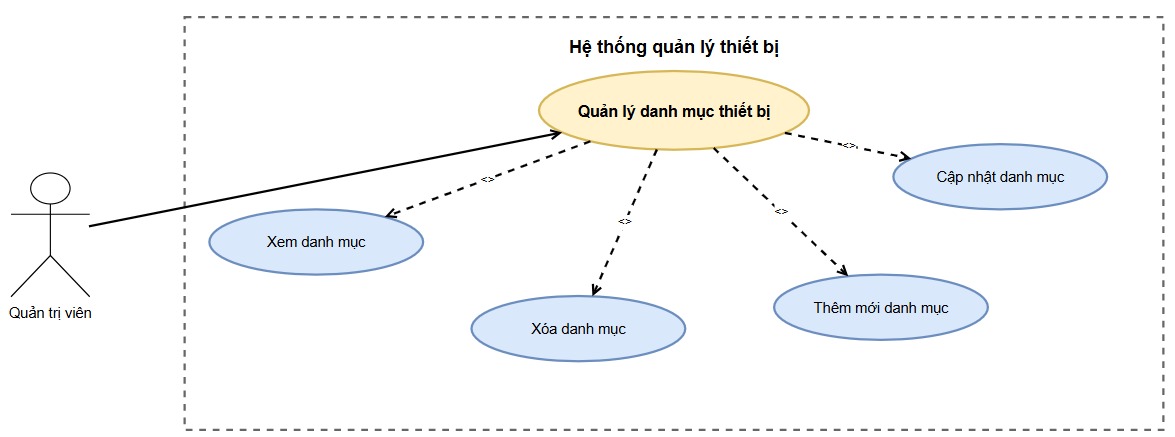 Hệ thống quản lý thiết bị
Quản lý danh mục thiết bị
<>
Cập nhật danh mục
<>
<>
<>
Xem danh mục
Thêm mới danh mục
Quản trị viên
Xóa danh mục